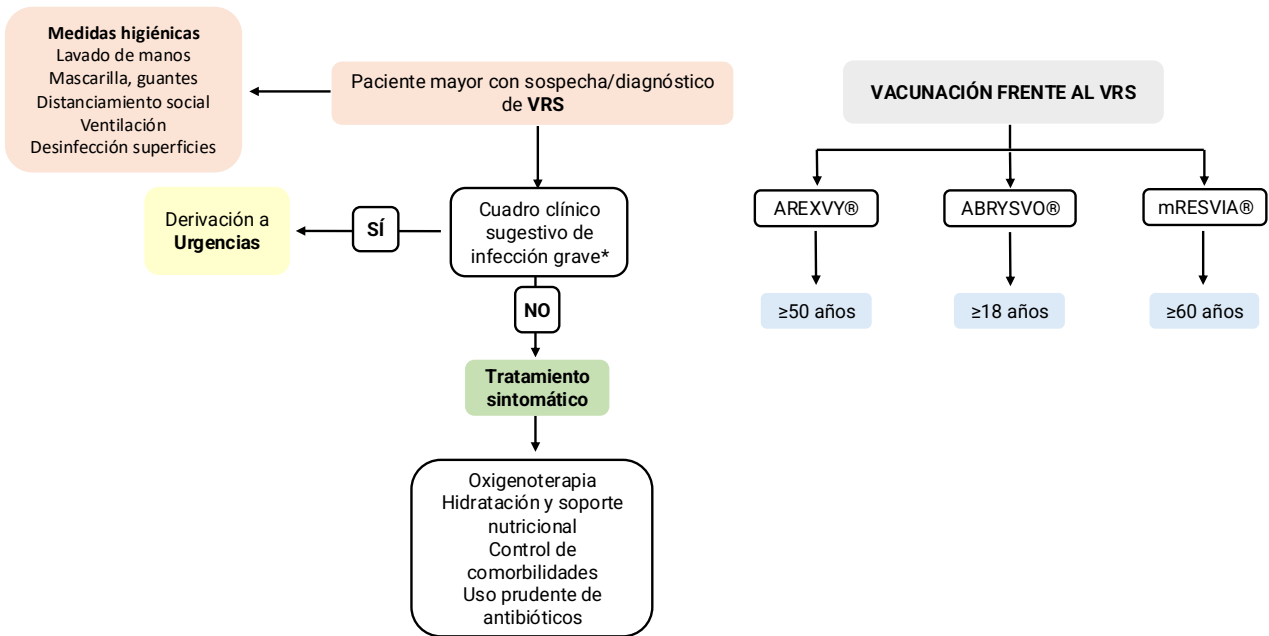 Medidas higiénicas
Lavado de manos
Mascarilla, guantes
Distanciamiento social
Ventilación
Desinfección superficies
Paciente mayor con sospecha/diagnóstico
de VRS
Cuadro clínico
sugestivo de
infección grave*
SÍ
Derivación a
Urgencias
NO
Tratamiento
sintomático
Oxigenoterapia
Hidratación y soporte
nutricional
Control de
comorbilidades
Uso prudente de
antibióticos
VACUNACIÓN FRENTE AL VRS
AREXVY®
ABRYSVO®
mRESVIA®
≥50 años
≥18 años
≥60 años